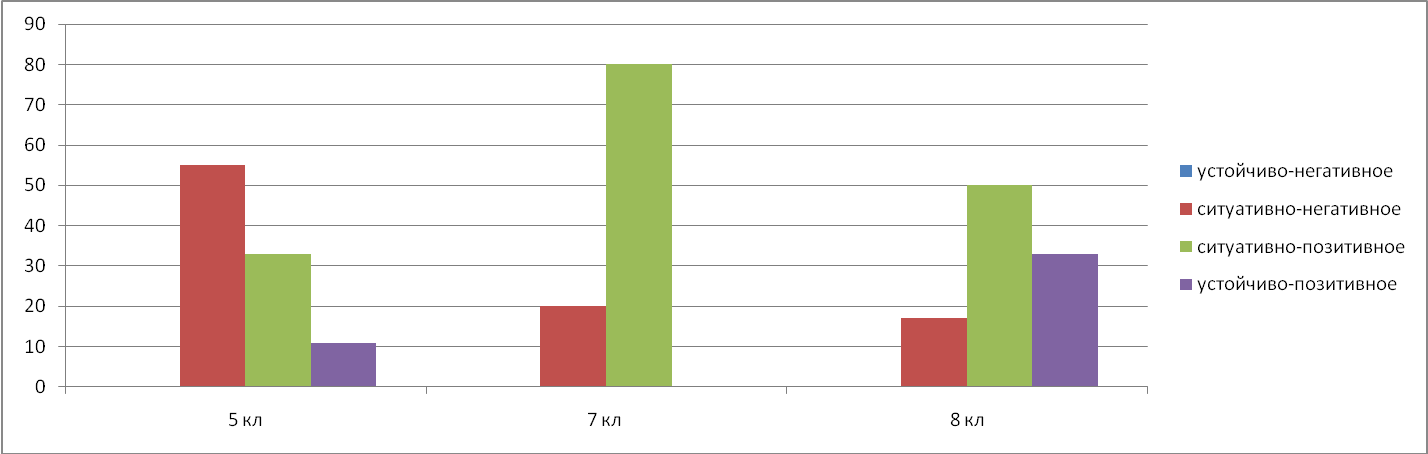 90
80
70
60
50
40
30
20
10
0
5 кл
7 кл
8 кл
устойчиво-негативное
ситуативно-негативное
ситуативно-позитивное
устойчиво-позитивное